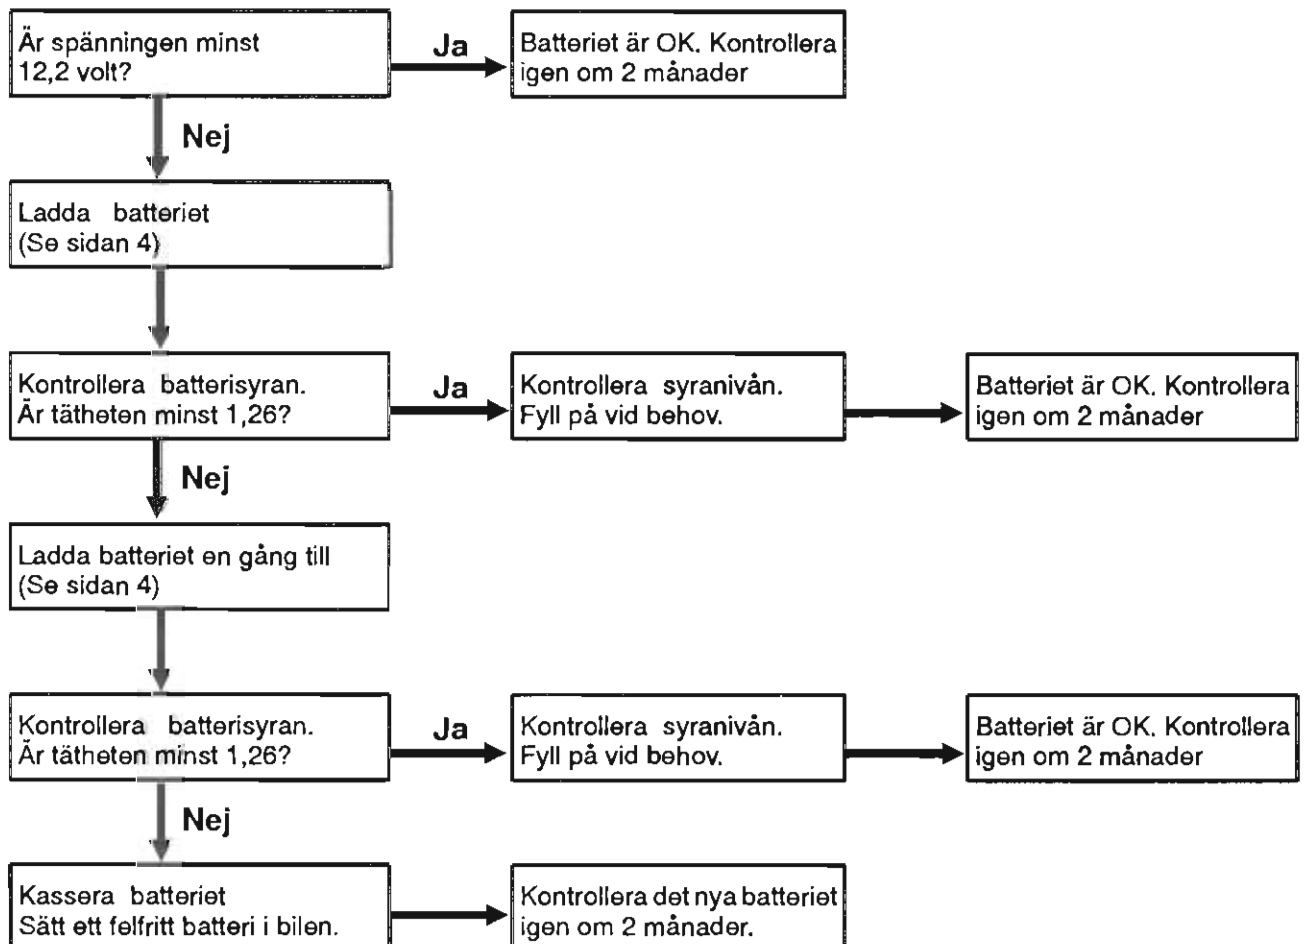 Är spänningen minst
12,2 volt?
Ja
Batteriet är OK. Kontrollera
igen om 2 månader
Nej
Ladda batteriet
(Se sidan 4)
Kontrollera batterisyran.
Är tätheten minst 1,26?
Ja
Kontrollera syranivån.
Fyll på vid behov.
Batteriet är OK. Kontrollera
igen om 2 månader
Nej
Ladda batteriet en gång till
(Se sidan 4)
Kontrollera batterisyran.
Är tätheten minst 1,26?
Ja
Kontrollera syranivån.
Fyll på vid behov.
Batteriet är OK. Kontrollera
igen om 2 månader
Nej
Kassera batteriet
Sätt ett felfritt batteri i bilen.
Kontrollera det nya batteriet
igen om 2 månader.